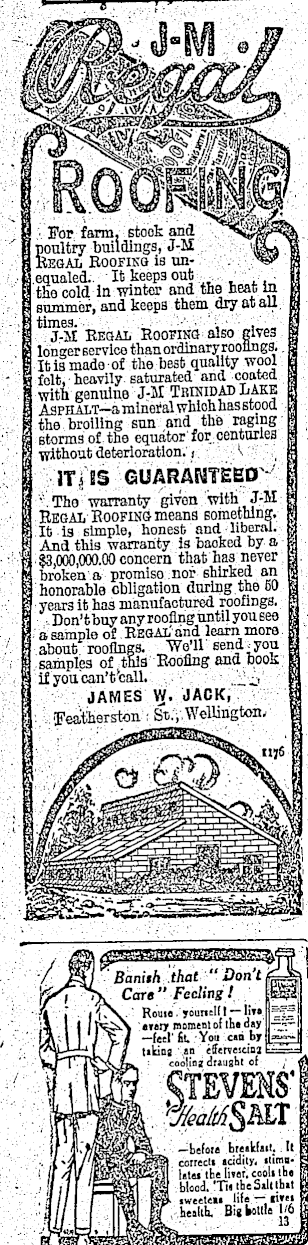 J-M
Regal
ROOFING
For farm, stock and
poultry buildings, J-M
REGAL ROOFING is un-
equaled. It keeps out
the cold in winter and the heat in
summer, and keeps them dry at all
times.
J-M REGAL ROOFING also gives
longer service than ordinary roofings.
It is made of the best quality wool
felt, heavily saturated and coated
with genuine J-M TRINIDAD LAKE
ASPHALT—a mineral which has stood
the broiling sun and the raging
storms of the equator for centuries
without deterioration.
IT IS GUARANTEED
The warranty given with J-M
REGAL ROOFING means something.
It is simple, honest and liberal.
And this warranty is backed by a
$3,000,000.00 concern that has never
broken a promise nor shirked an
honorable obligation during the 50
years it has manufactured roofings.
Don't buy any roofing until you see
a sample of REGAL and learn more
about roofings. We'll send you
samples of this Roofing and book
if you can't call.
JAMES W. JACK,
Featherston St., Wellington.
1176
Banish that "Don't
Care" Feeling!
Rouse yourself!—live
every moment of the day
—feel fit. You can by
taking an effervescing
cooling draught of
STEVENS'
Health SALT
—before breakfast. It
corrects acidity, stimu-
lates the liver, cools the
blood. 'Tis the Salt that
sweetens life — gives
health. Big bottle 1/6
13